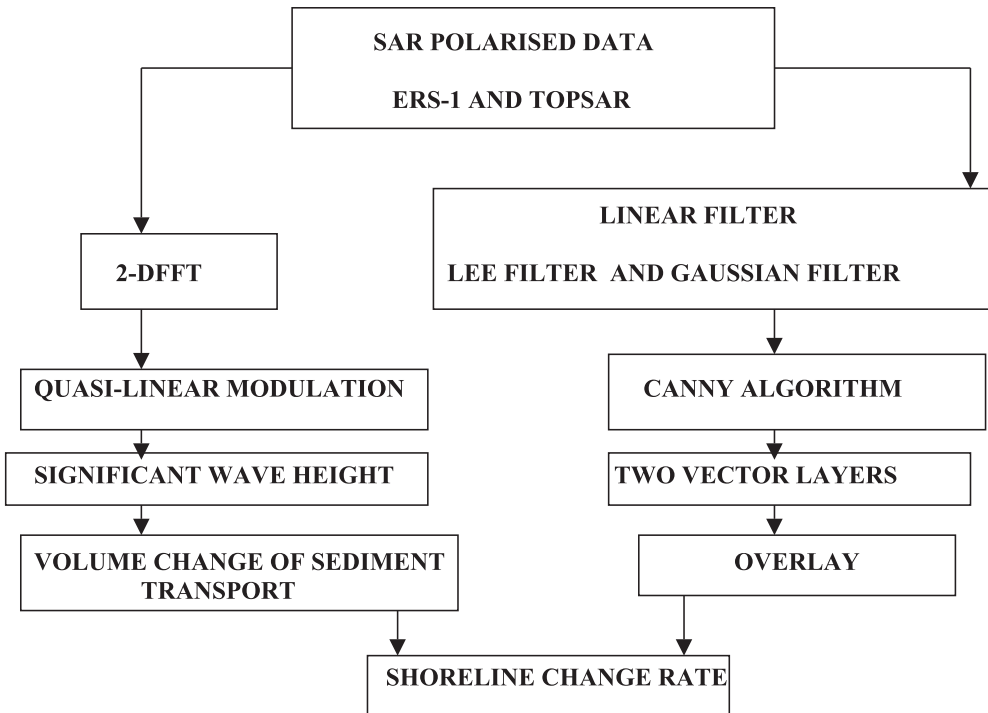 SAR POLARISED DATA
ERS-1 AND TOPSAR
2-DFFT
QUASI-LINEAR MODULATION
SIGNIFICANT WAVE HEIGHT
VOLUME CHANGE OF SEDIMENT
TRANSPORT
LINEAR FILTER
LEE FILTER AND GAUSSIAN FILTER
CANNY ALGORITHM
TWO VECTOR LAYERS
OVERLAY
SHORELINE CHANGE RATE